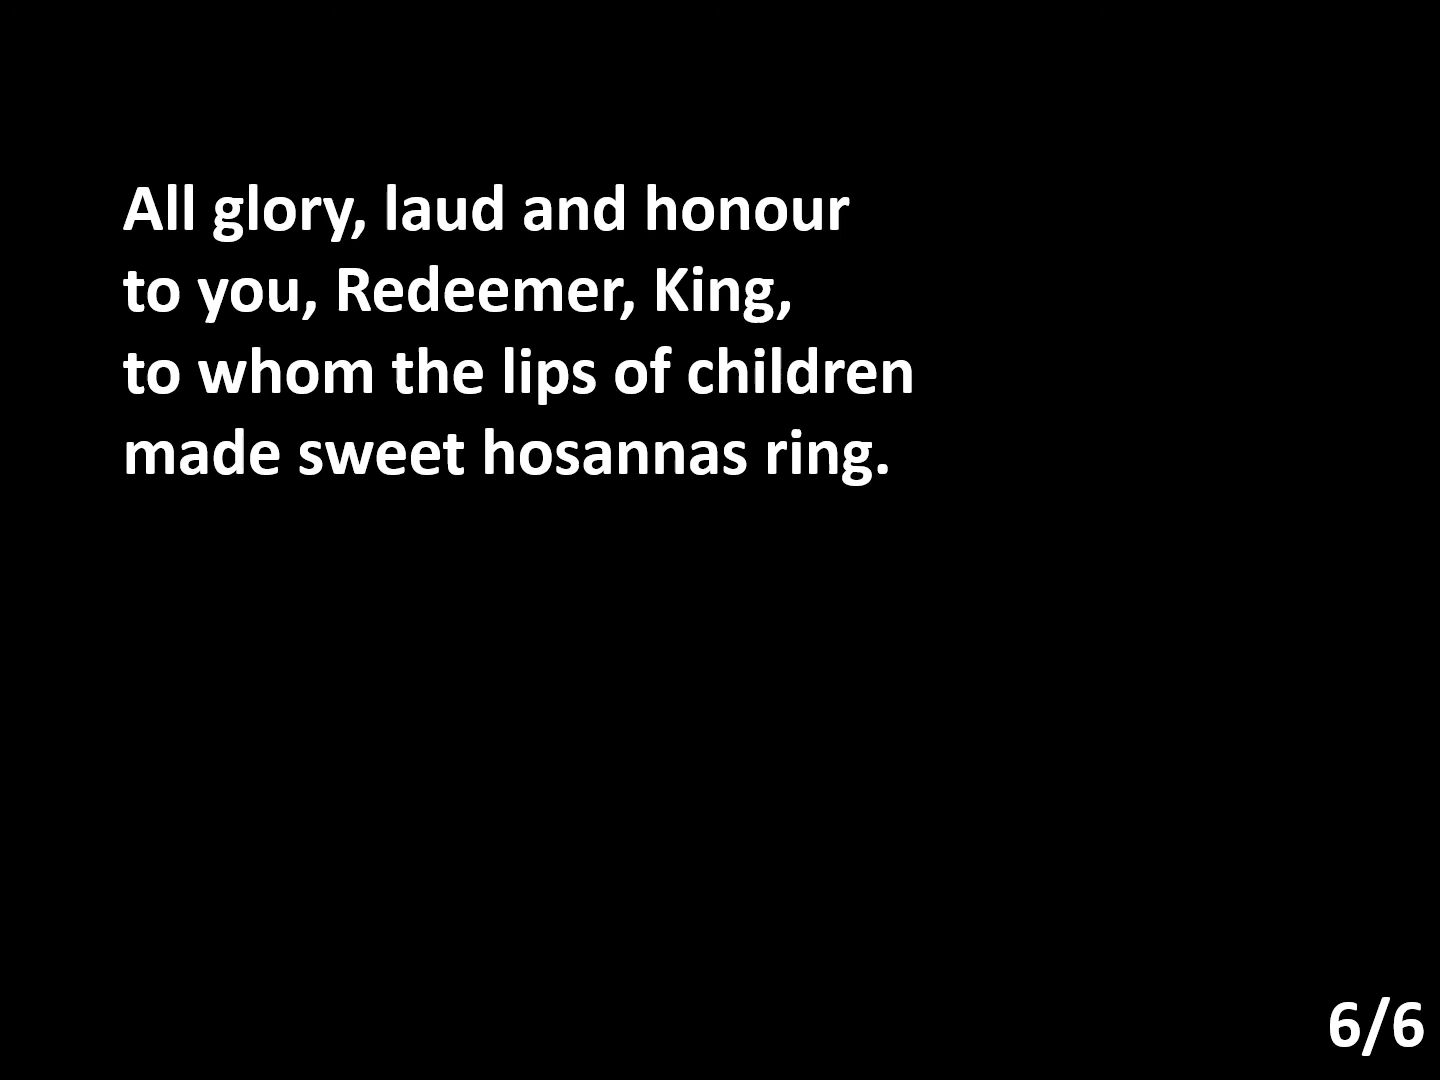 All glory, laud and honour
to you, Redeemer, King,
to whom the lips of children
made sweet hosannas ring.
6/6